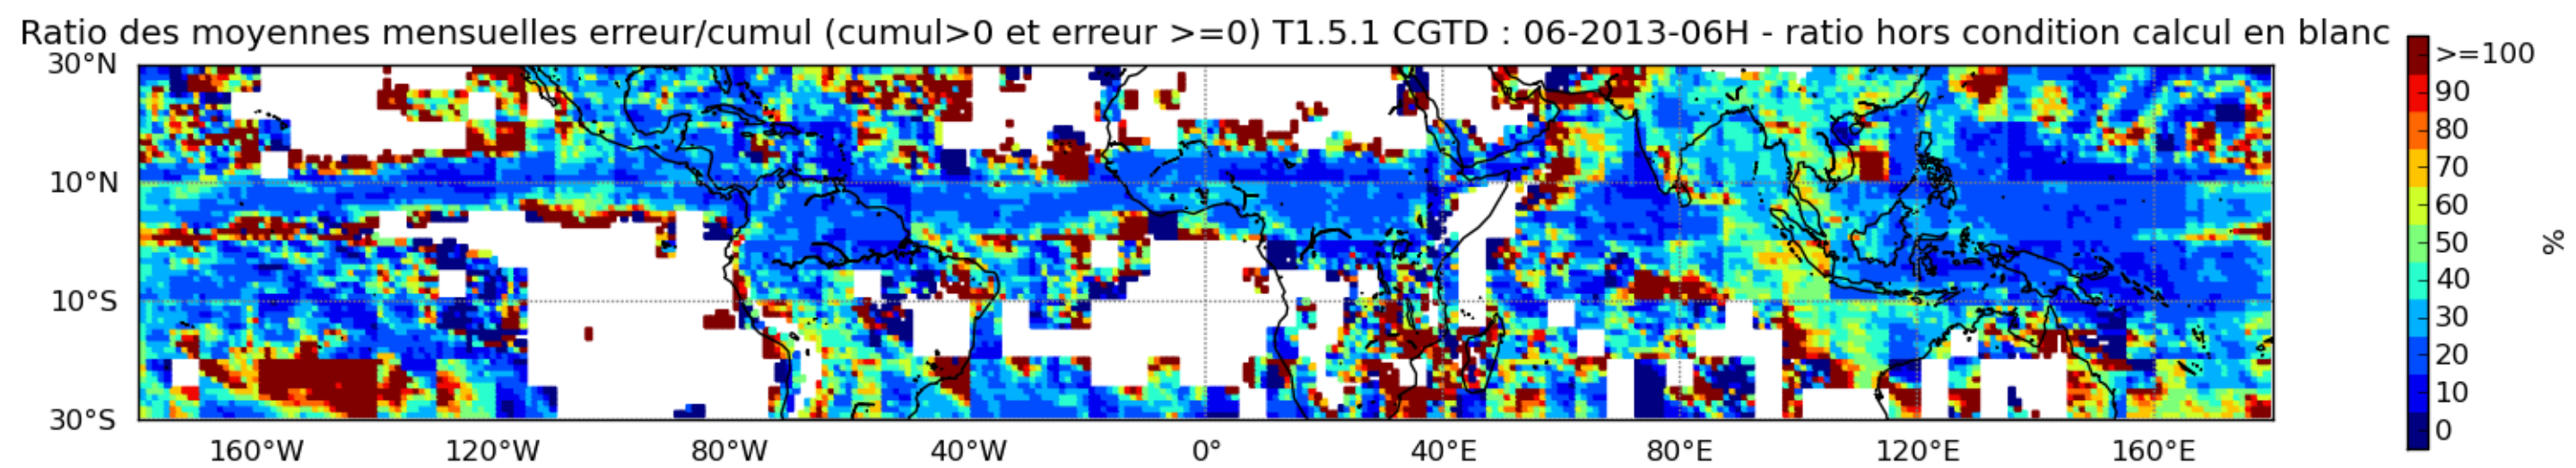 Ratio des moyennes mensuelles erreur/cumul (cumul>0 et erreur >=0) T1.5.1 CGTD : 06-2013-06H - ratio hors condition calcul en blanc
30°N
10°N
10°S
30°S
160°W 120°W 80°W 40°W 0° 40°E 80°E 120°E 160°E
>=100
90
80
70
60
50
40
30
20
10
0
%